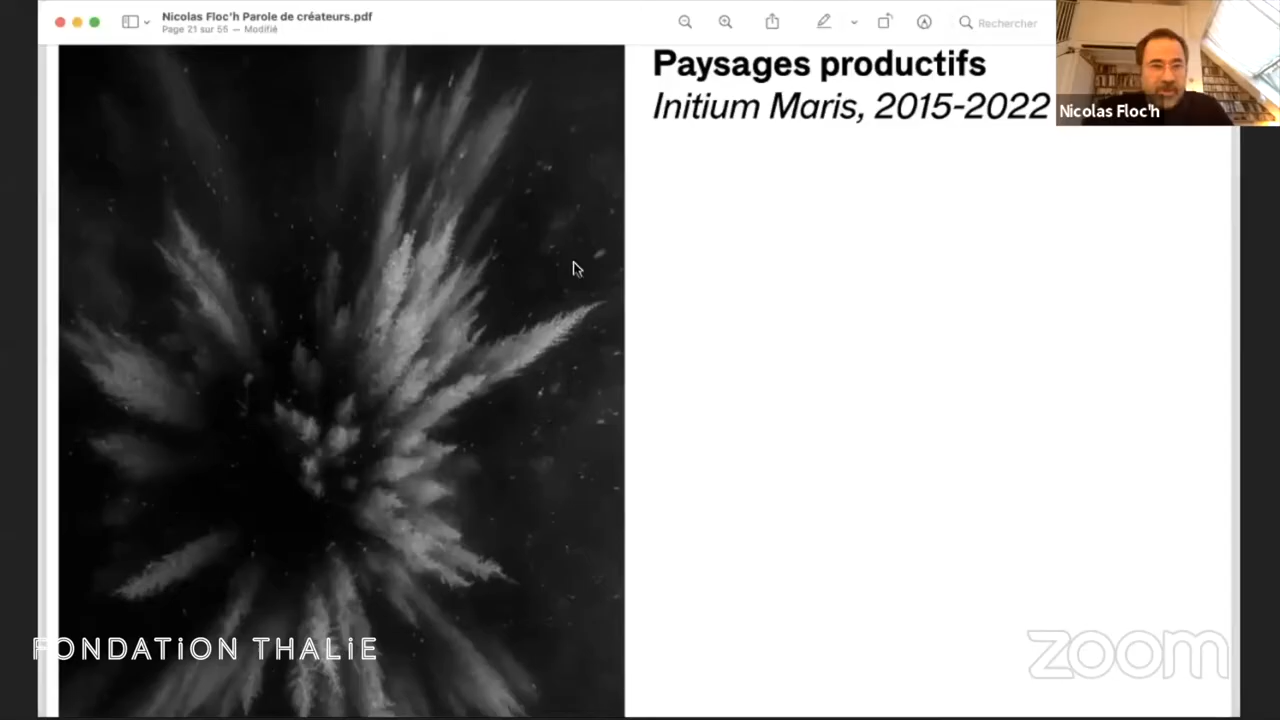 Nicolas Floc'h Parole de créateurs.pdf
Page 21 sur 55 — Modifié
Rechercher
Paysages productifs
Initium Maris, 2015-2022
Nicolas Floc'h
FONDATiON THALiE
zoom